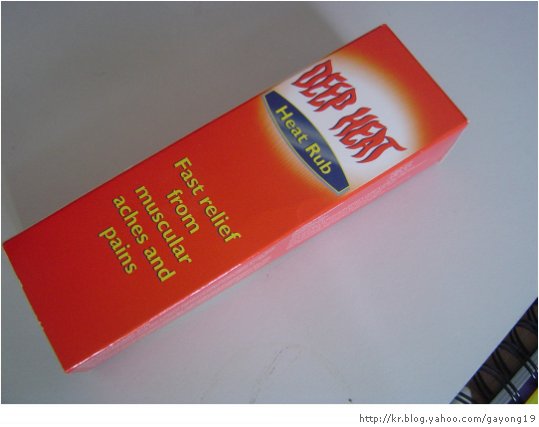 DEEP HEAT
Heat Rub
Fast relief
from
muscular
aches and
pains
http://kr.blog.yahoo.com/gayong19